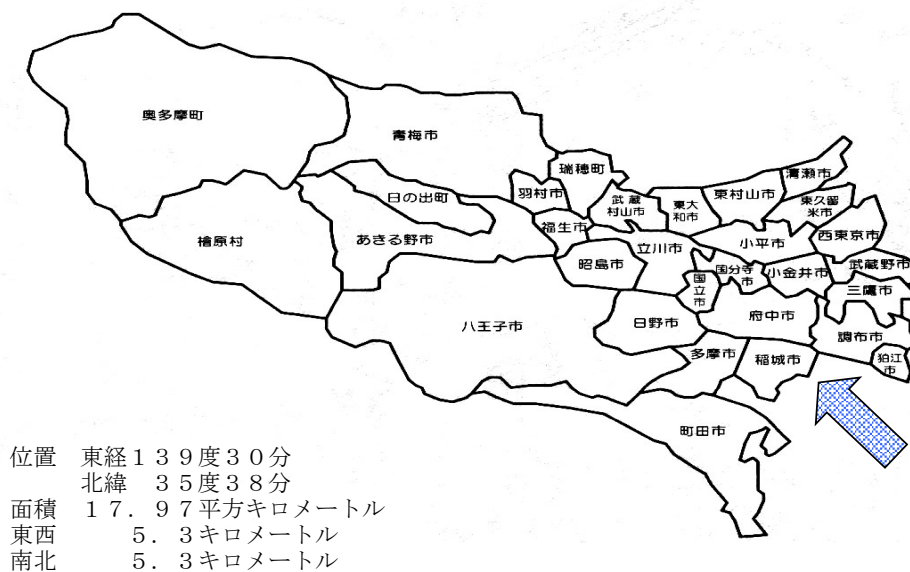 奥多摩町
青梅市
瑞穂町
清瀬市
日の出町
羽村市
武蔵
村山市
東大
和市
東村山市
東久留
米市
檜原村
あきる野市
福生市
立川市
小平市
西東京市
昭島市
国分寺
市
小金井市
武蔵野市
国
立
市
三鷹市
八王子市
日野市
府中市
調布市
多摩市
稲城市
狛江
市
町田市
位置 東経139度30分
北緯 35度38分
面積 17.97平方キロメートル
東西 5.3キロメートル
南北 5.3キロメートル